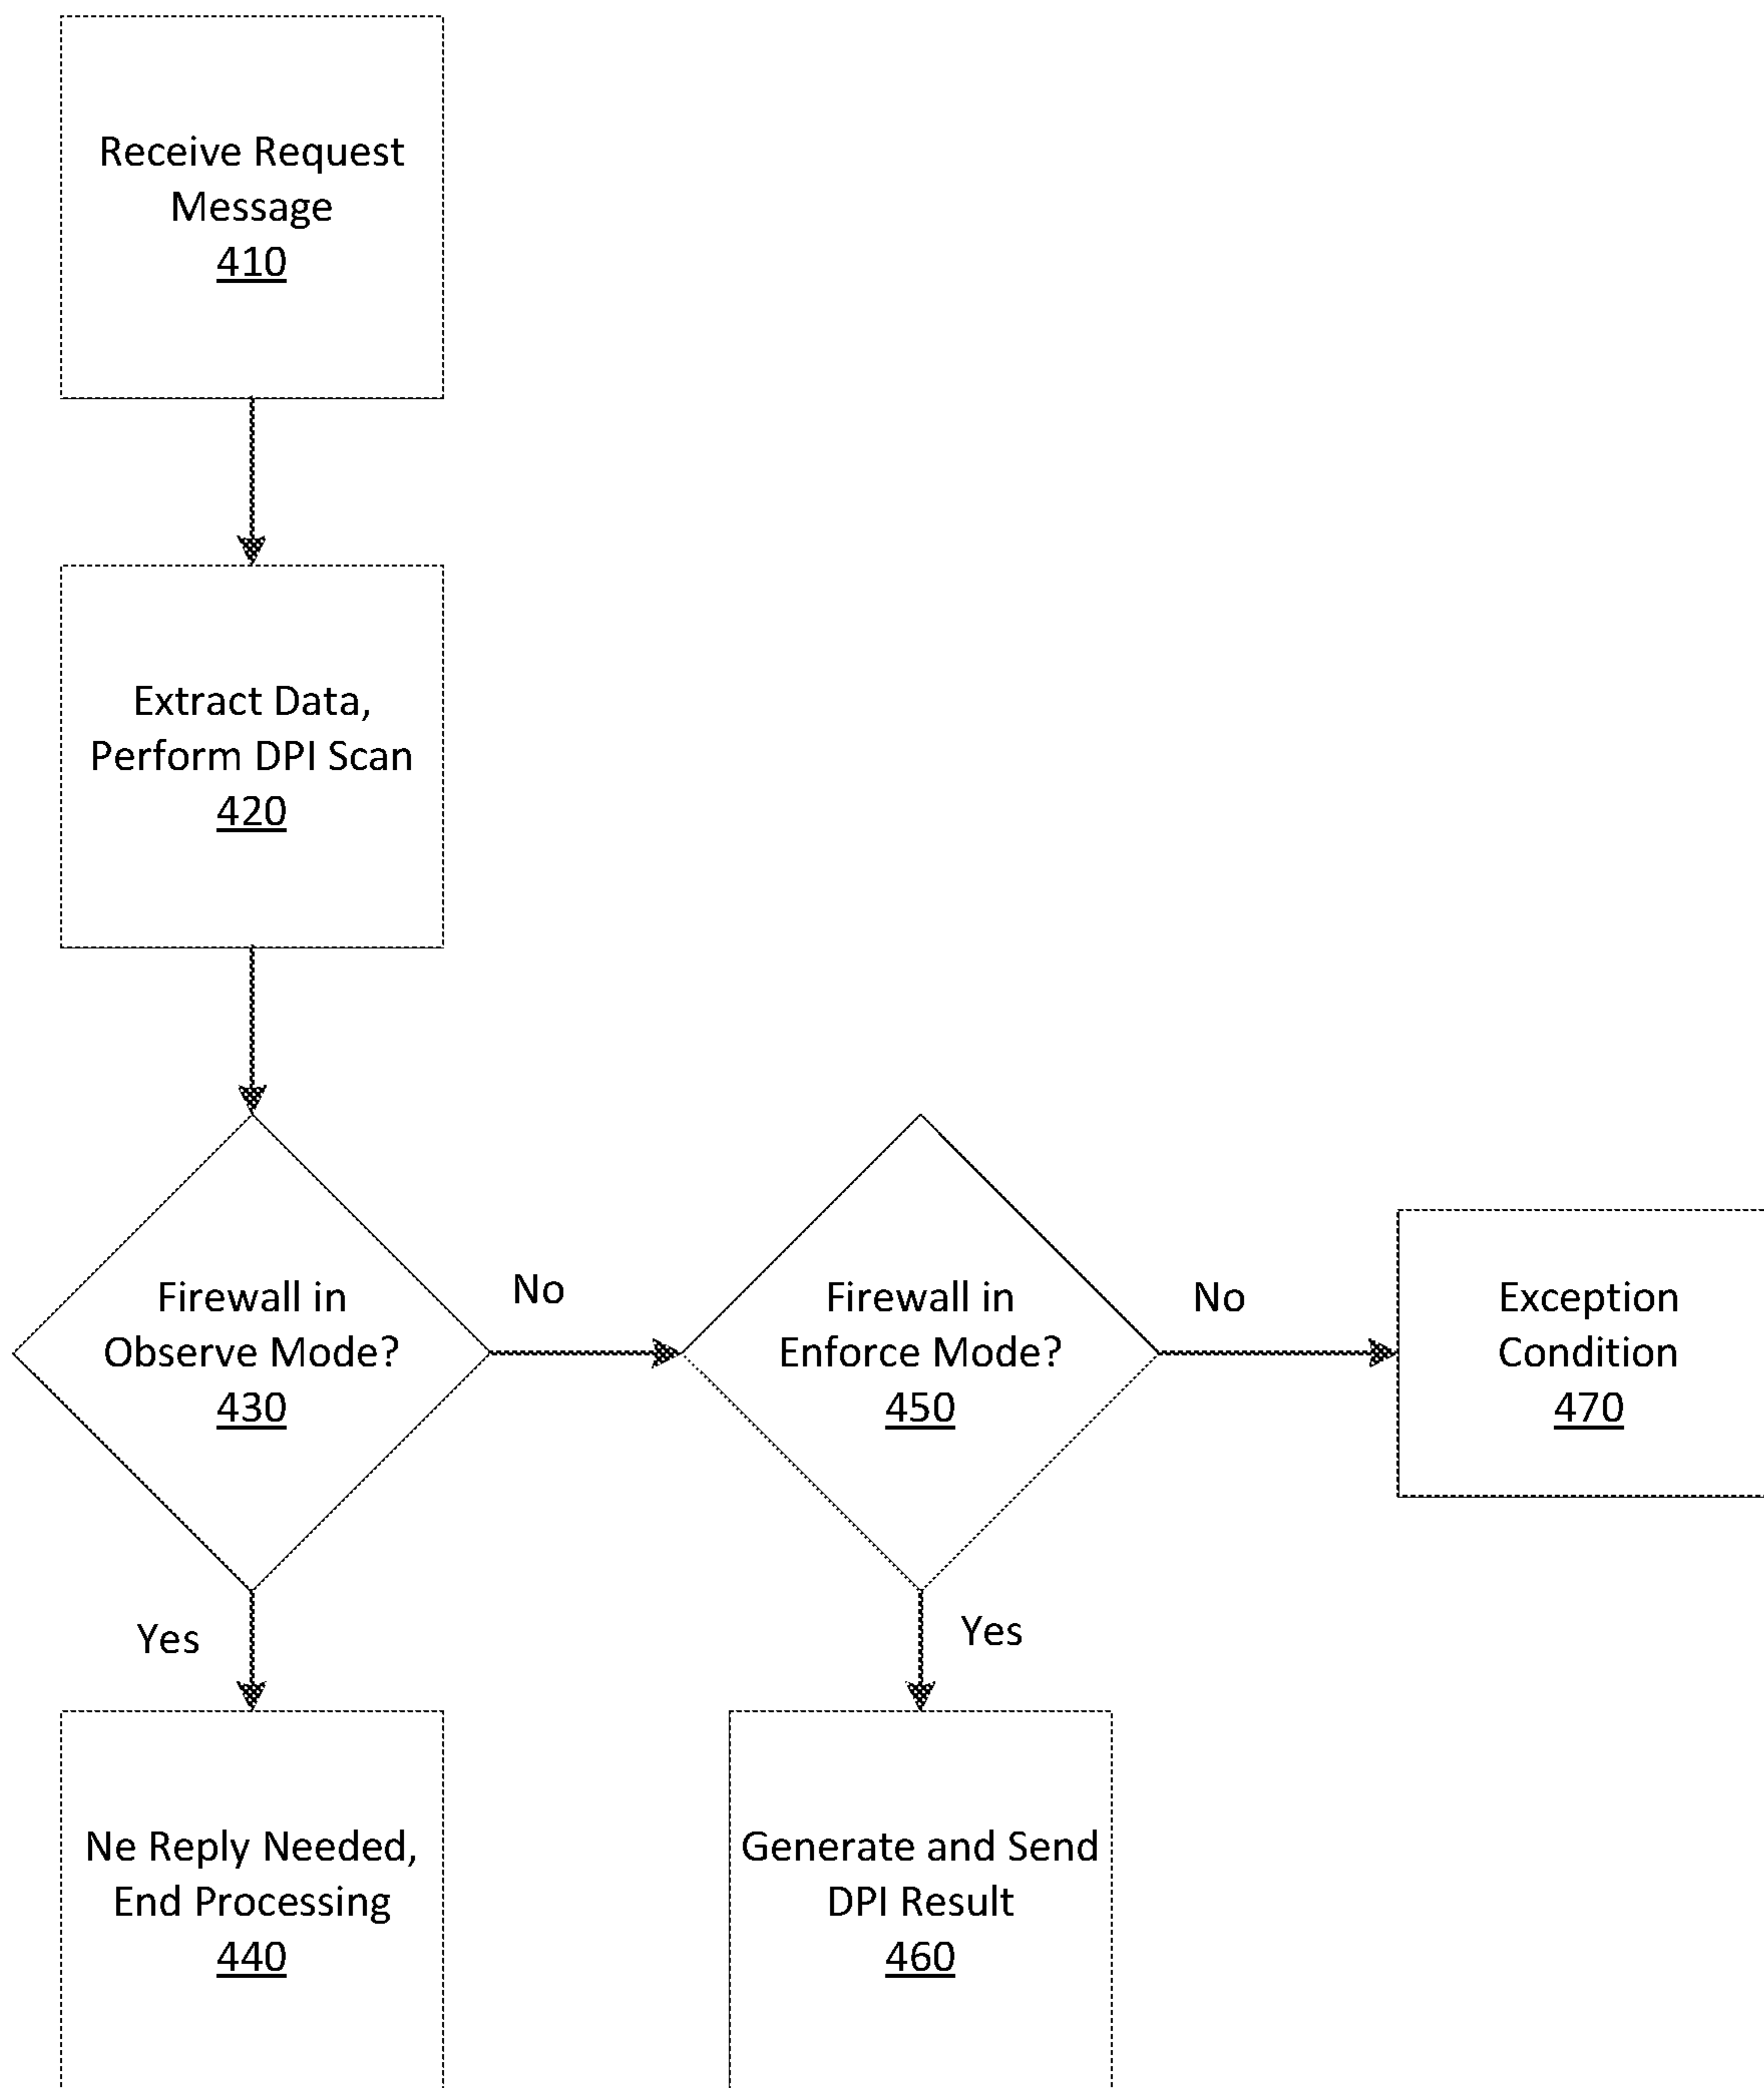 Receive Request
Message
410
Extract Data,
Perform DPI Scan
420
Firewall in
Observe Mode?
430
No
Firewall in
Enforce Mode?
450
No
Exception
Condition
470
Yes
Yes
Ne Reply Needed,
End Processing
440
Generate and Send
DPI Result
460